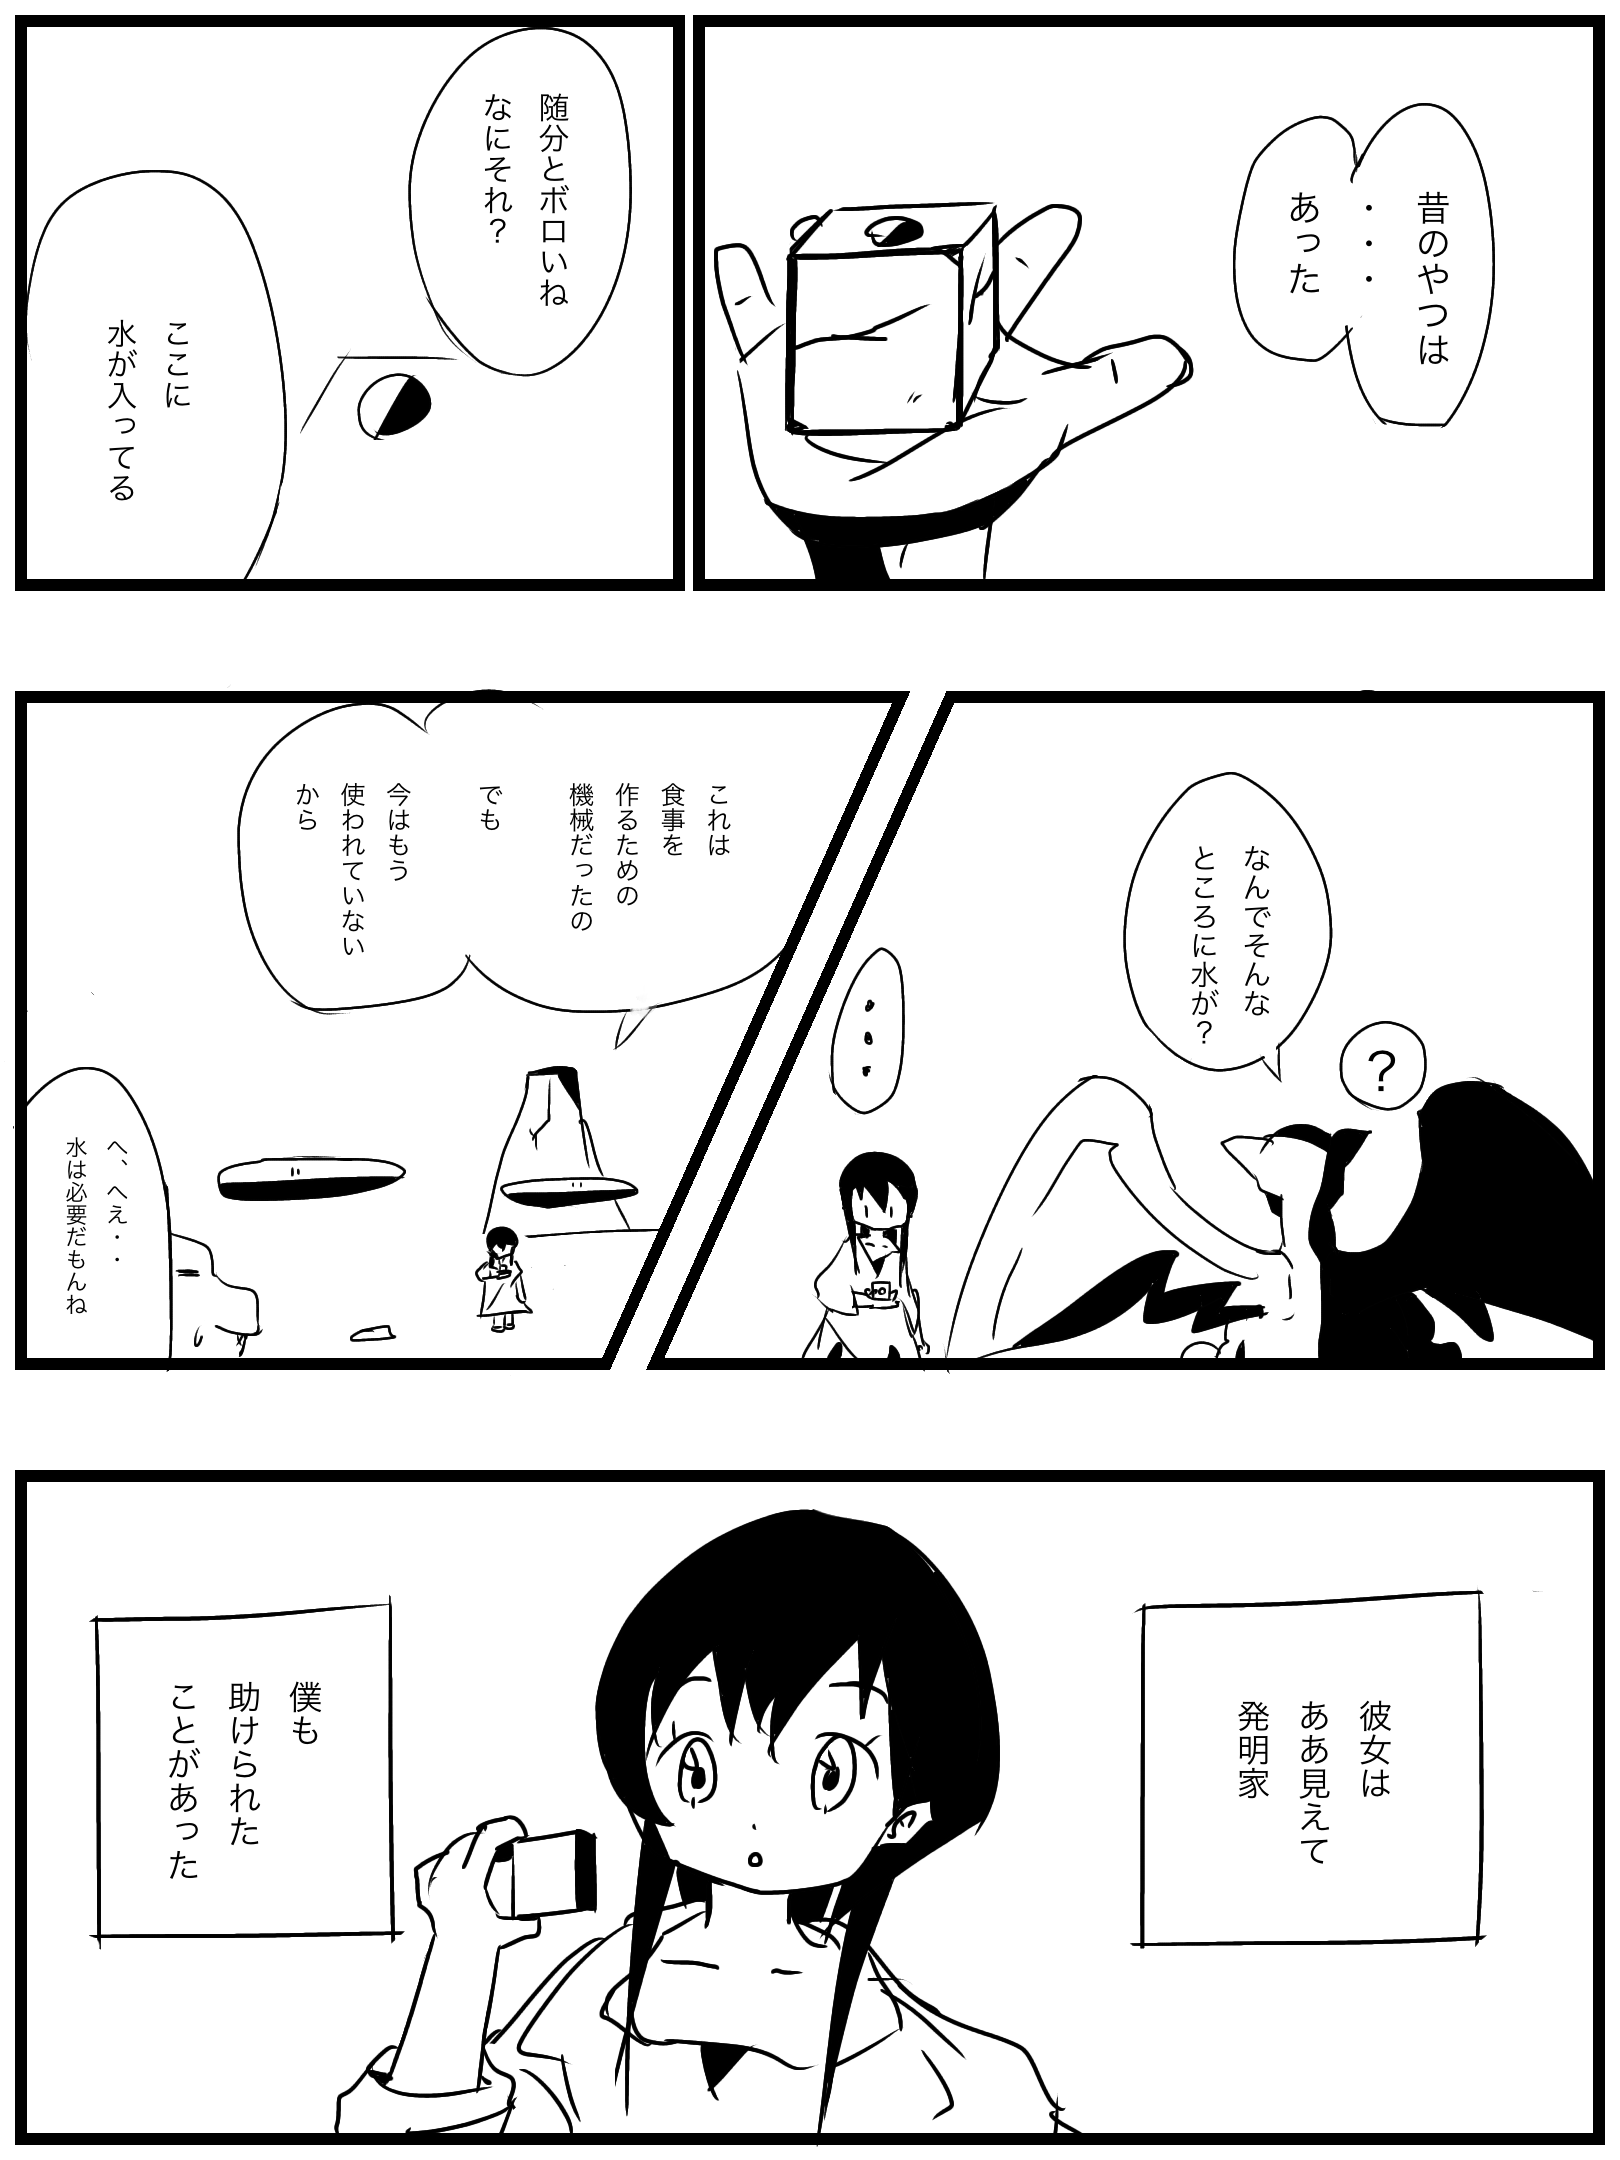 昔のやつは
・・・
あった
随分とボロいね
なにそれ？
ここに
水が入ってる
？
なんでそんな
ところに水が？
・・・
これは
食事を
作るための
機械だったの
でも
今はもう
使われていない
から
へ、へえ・・
水は必要だもんね
彼女は
ああ見えて
発明家
僕も
助けられた
ことがあった